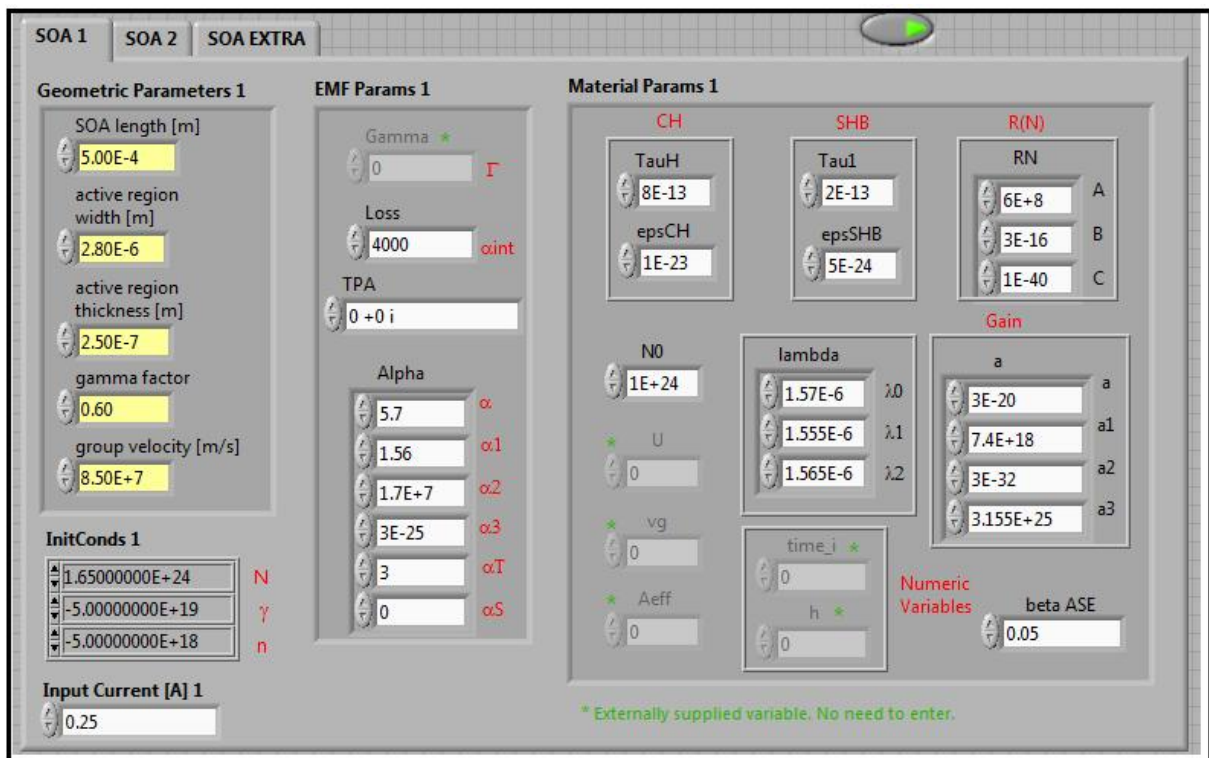 SOA 1
SOA 2
SOA EXTRA
Geometric Parameters 1
SOA length [m]
5.00E-4
active region
width [m]
2.80E-6
active region
thickness [m]
2.50E-7
gamma factor
0.60
group velocity [m/s]
8.50E+7
InitConds 1
1.65000000E+24 N
-5.00000000E+19 γ
-5.00000000E+18 n
Input Current [A] 1
0.25
EMF Params 1
Gamma *
0 Γ
Loss
4000 αint
TPA
0 +0 i
Alpha
5.7 α
1.56 α1
1.7E+7 α2
3E-25 α3
3 αT
0 αS
Material Params 1
CH
TauH
8E-13
epsCH
1E-23
SHB
Tau1
2E-13
epsSHB
5E-24
R(N)
RN
6E+8 A
3E-16 B
1E-40 C
N0
1E+24
* U
0
* vg
0
* Aeff
0
lambda
1.57E-6 λ0
1.555E-6 λ1
1.565E-6 λ2
time_i *
0
h *
0
Numeric
Variables
Gain
a
3E-20 a
7.4E+18 a1
3E-32 a2
3.155E+25 a3
beta ASE
0.05
* Externally supplied variable. No need to enter.